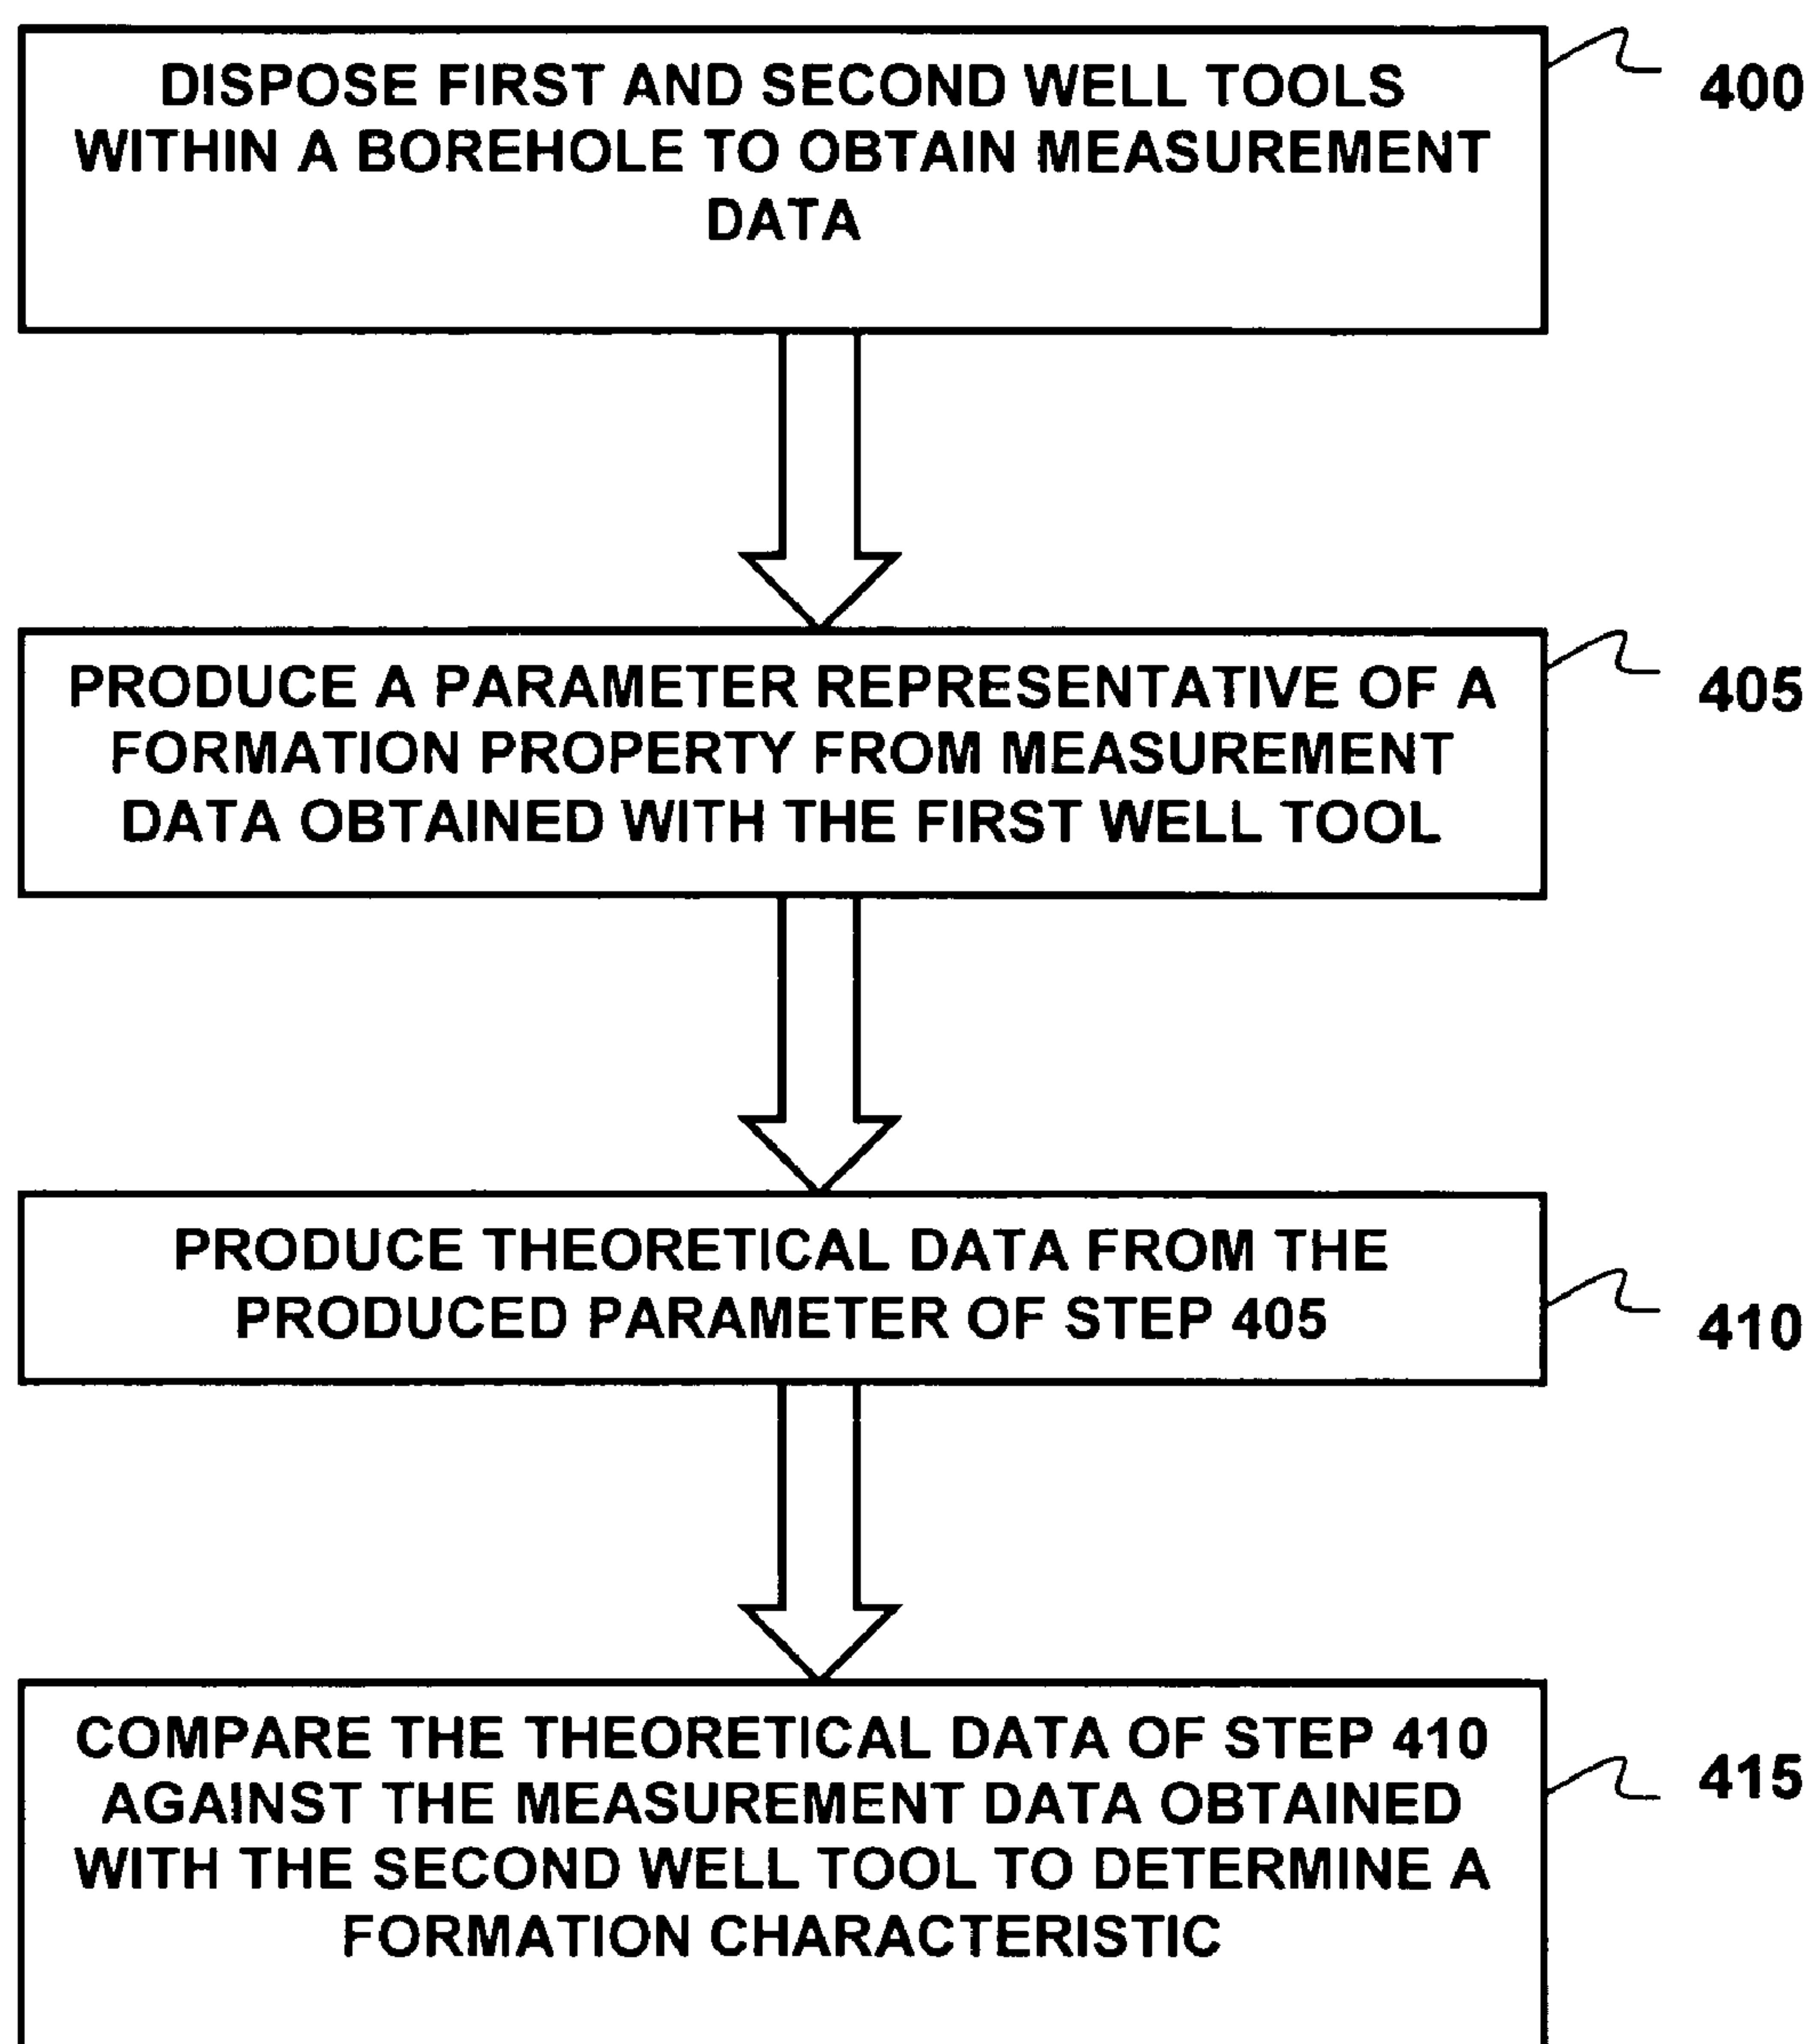 DISPOSE FIRST AND SECOND WELL TOOLS
WITHIN A BOREHOLE TO OBTAIN MEASUREMENT
DATA
400
PRODUCE A PARAMETER REPRESENTATIVE OF A
FORMATION PROPERTY FROM MEASUREMENT
DATA OBTAINED WITH THE FIRST WELL TOOL
405
PRODUCE THEORETICAL DATA FROM THE
PRODUCED PARAMETER OF STEP 405
410
COMPARE THE THEORETICAL DATA OF STEP 410
AGAINST THE MEASUREMENT DATA OBTAINED
WITH THE SECOND WELL TOOL TO DETERMINE A
FORMATION CHARACTERISTIC
415